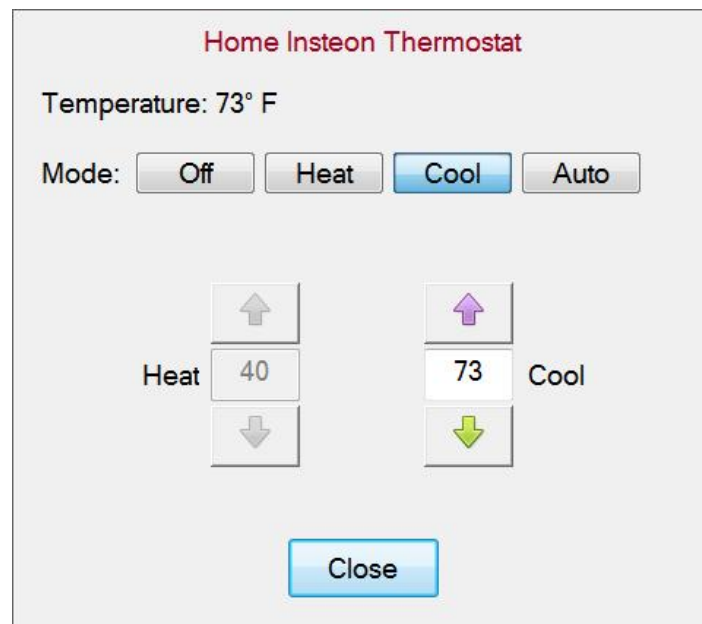 Home Insteon Thermostat
Temperature: 73° F
Mode: Off Heat Cool Auto
Heat 40 73 Cool
Close